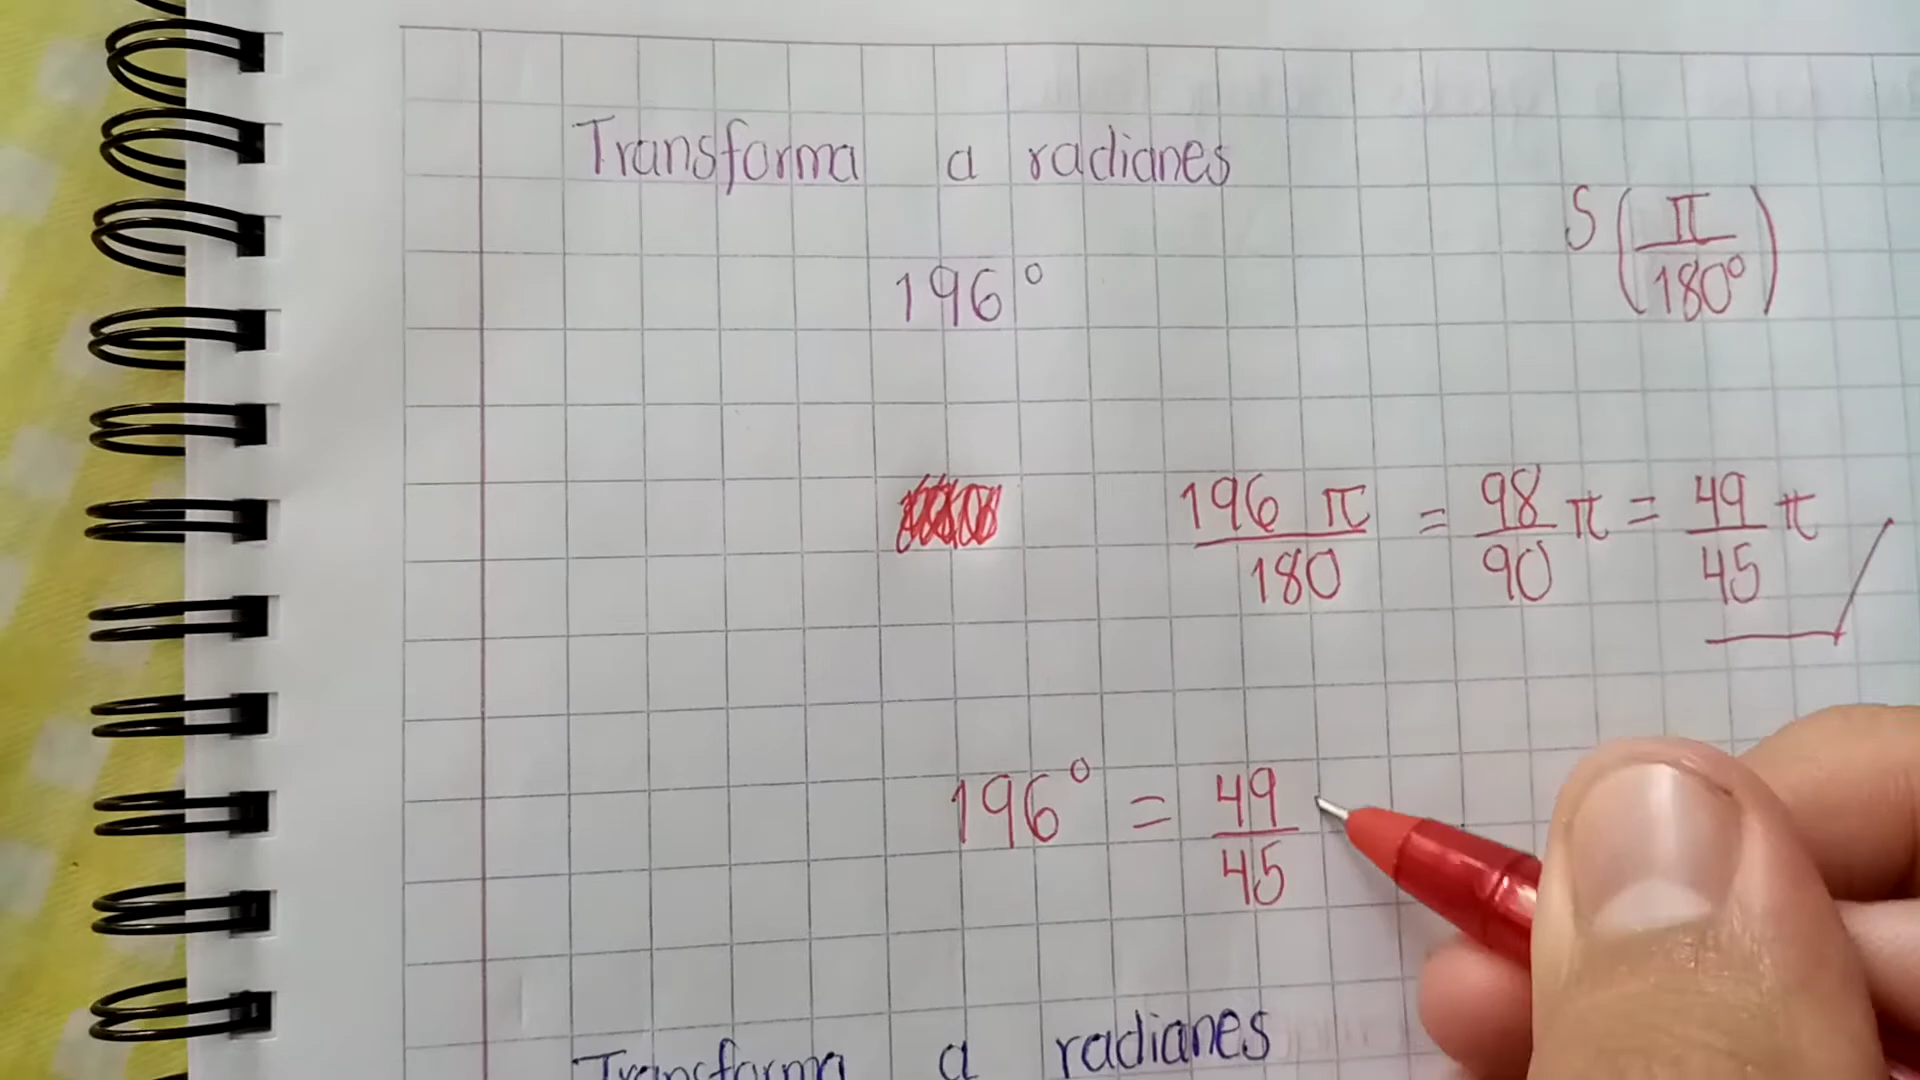 Transforma a radianes
S(π/180°)
196°
196 π/180 = 98/90 π = 49/45 π
196° = 49/45
Transforma a radianes